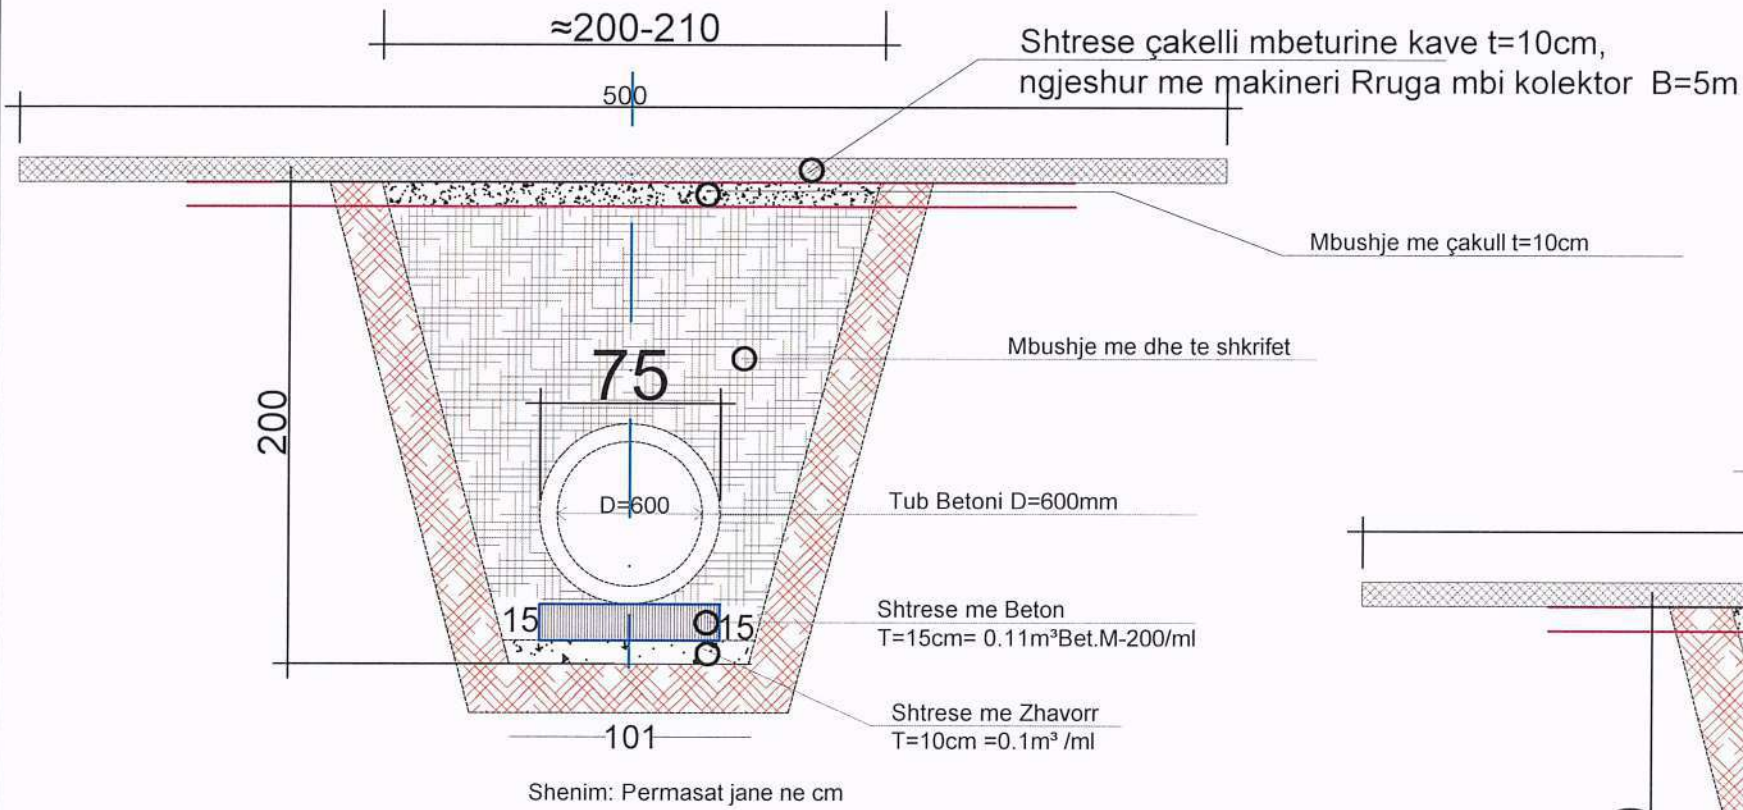 ≈200-210
Shtrese çakelli mbeturine kave t=10cm,
ngjeshur me makineri Rruga mbi kolektor B=5m
500
Mbushje me çakull t=10cm
Mbushje me dhe te shkrifet
75
200
D=600
Tub Betoni D=600mm
15
15
Shtrese me Beton
T=15cm= 0.11m³Bet.M-200/ml
Shtrese me Zhavorr
T=10cm =0.1m³ /ml
101
Shenim: Permasat jane ne cm